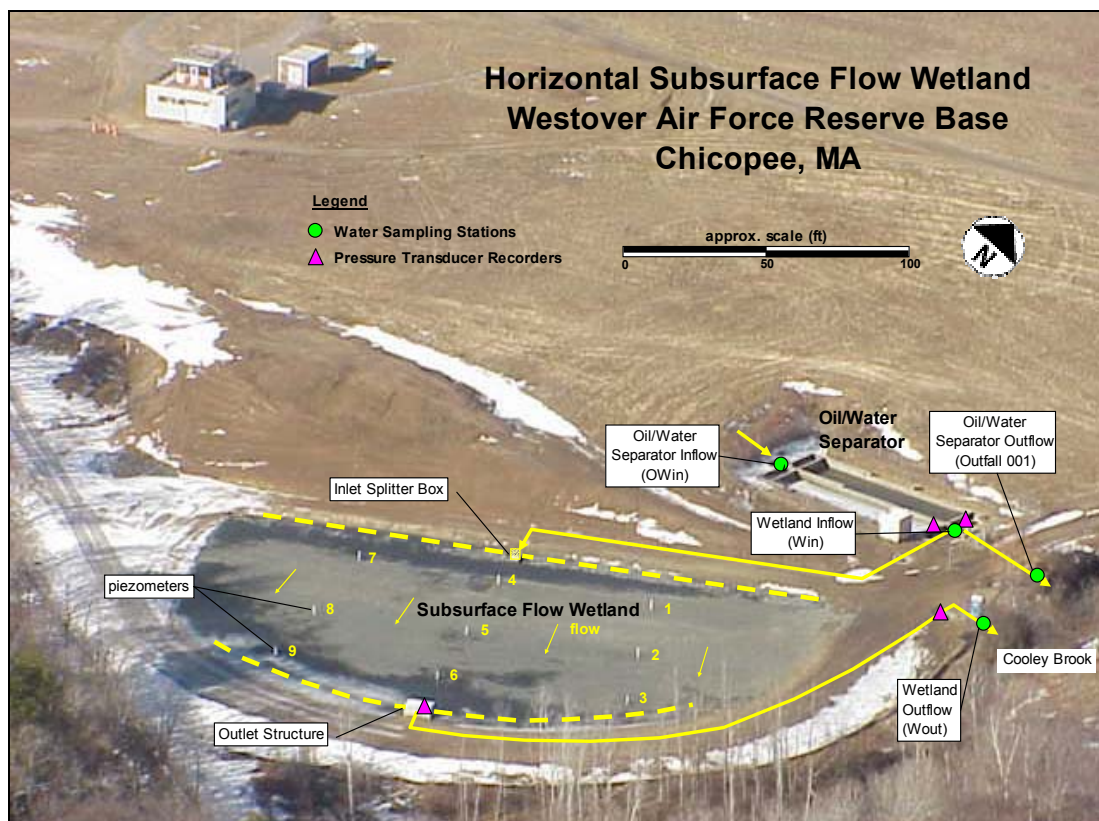 Horizontal Subsurface Flow Wetland
Westover Air Force Reserve Base
Chicopee, MA
Legend
Water Sampling Stations
Pressure Transducer Recorders
approx. scale (ft)
0 50 100
N
Oil/Water
Separator
Oil/Water
Separator Inflow
(OWin)
Oil/Water
Separator Outflow
(Outfall 001)
Inlet Splitter Box
Wetland Inflow
(Win)
piezometers
7
4
1
8
Subsurface Flow Wetland
flow
5
2
9
6
3
Cooley Brook
Wetland
Outflow
(Wout)
Outlet Structure